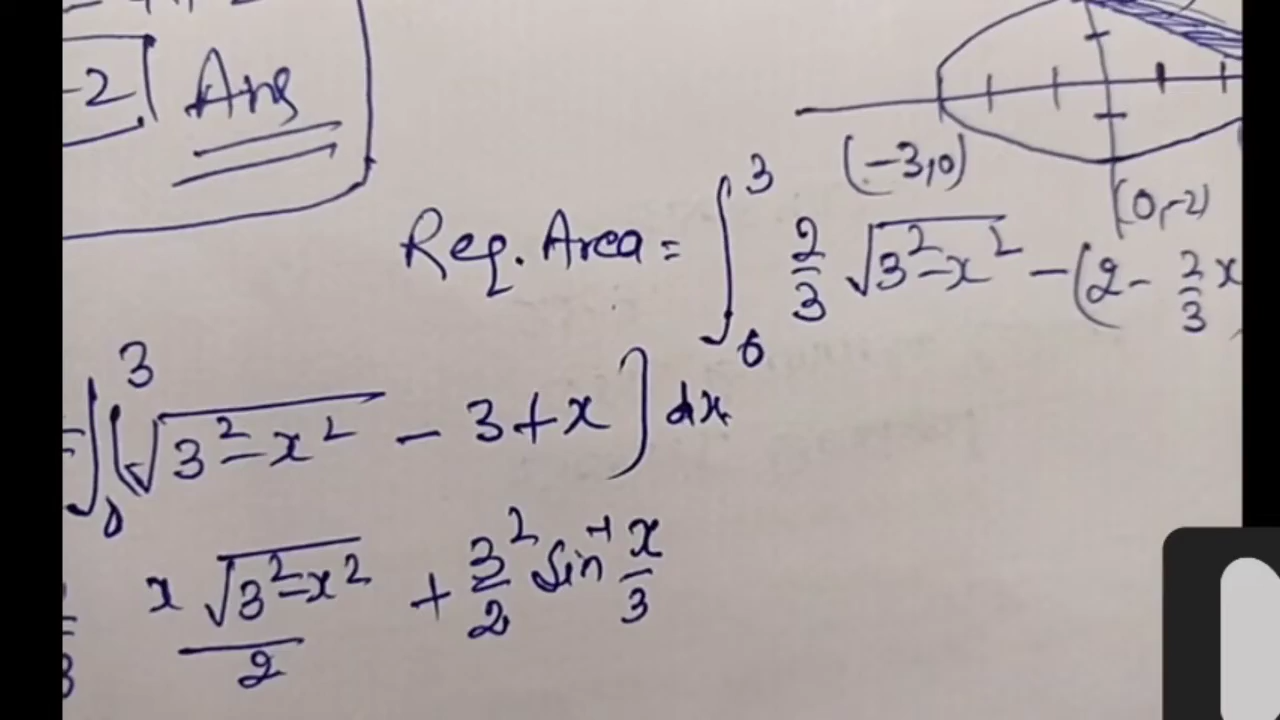 -2 Ans
(-3,0)
(0,-2)
Req. Area = ∫₀³ 2/3 √(3²-x²) - (2 - 2/3 x
= ∫₀³ [√(3²-x²) - 3 + x] dx
x√(3²-x²)/2 + 3²/2 sin⁻¹ x/3